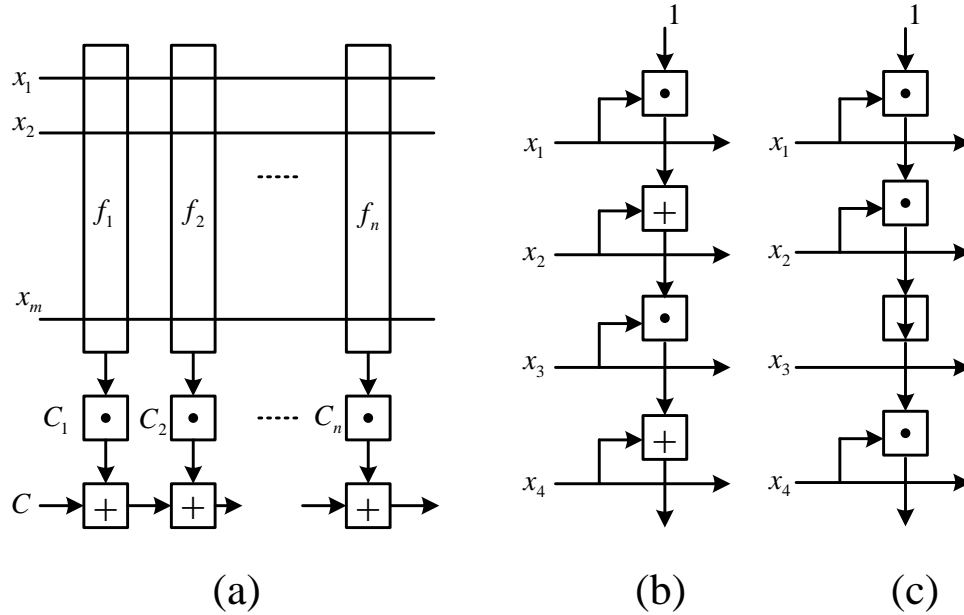 1 1
x₁
x₂
......
f₁ f₂ fₙ
xₘ
C₁ • C₂ • ...... Cₙ •
C + + +
(a)
x₁ •
x₂ +
x₃ •
x₄ +
(b)
x₁ •
x₂ •
x₃
x₄ •
(c)